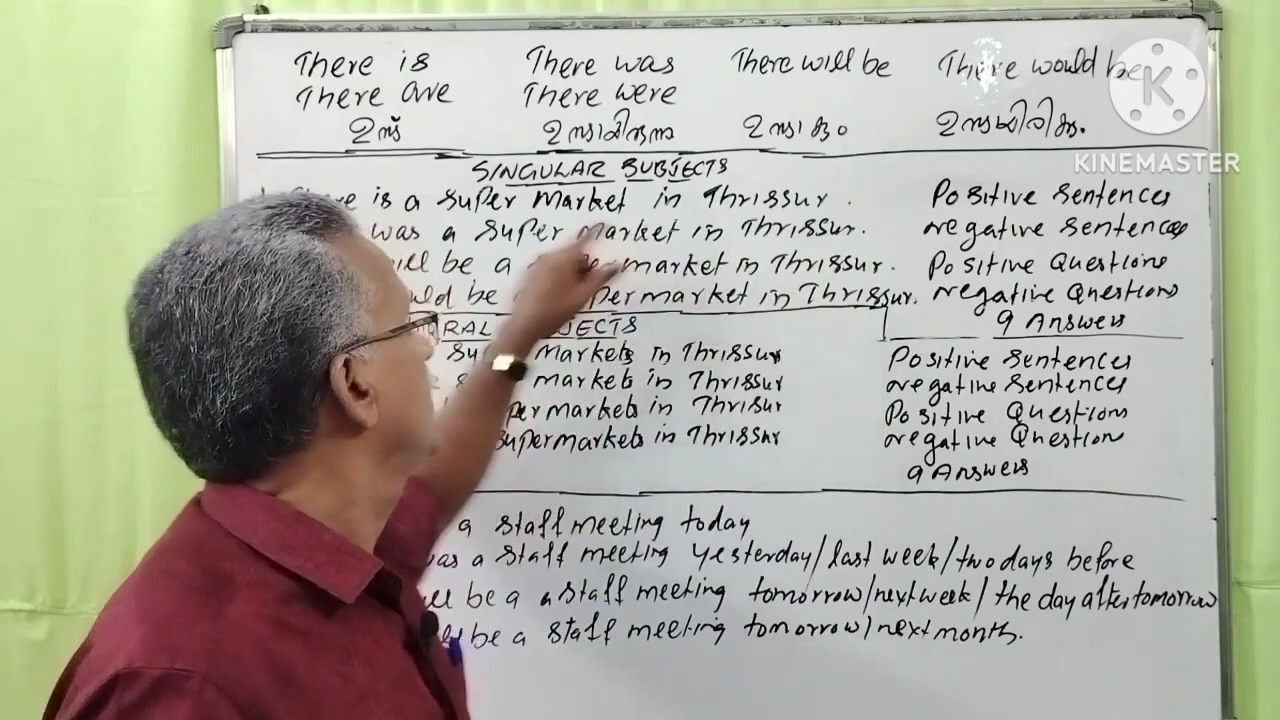 There is There was There will be There would be
There are There were
ഉണ്ട് ഉണ്ടായിരുന്നു ഉണ്ടാകും ഉണ്ടായിരിക്കും.
KINEMASTER
SINGULAR SUBJECTS
is a super market in Thrissur. Positive Sentences
was a super market in Thrissur. negative sentences
be a market in Thrissur. Positive Questions
be permarket in Thrissur. negative Questions
9 Answers
markets in Thrissur Positive sentences
markets in Thrissur negative sentences
permarkets in Thrissur Positive Questions
supermarkets in Thrissur negative Question
9 Answers
a staff meeting today
was a staff meeting yesterday/last week/two days before
be a a staff meeting tomorrow/next week/the day after tomorrow
be a staff meeting tomorrow/next month.